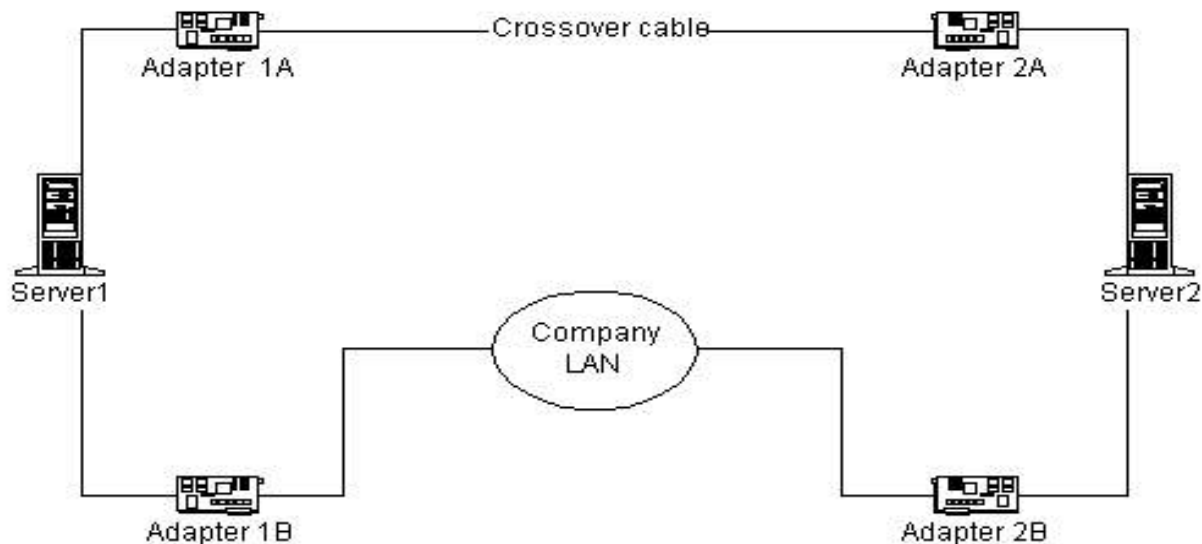 Crossover cable
Adapter 1A
Adapter 2A
Server1
Server2
Company
LAN
Adapter 1B
Adapter 2B